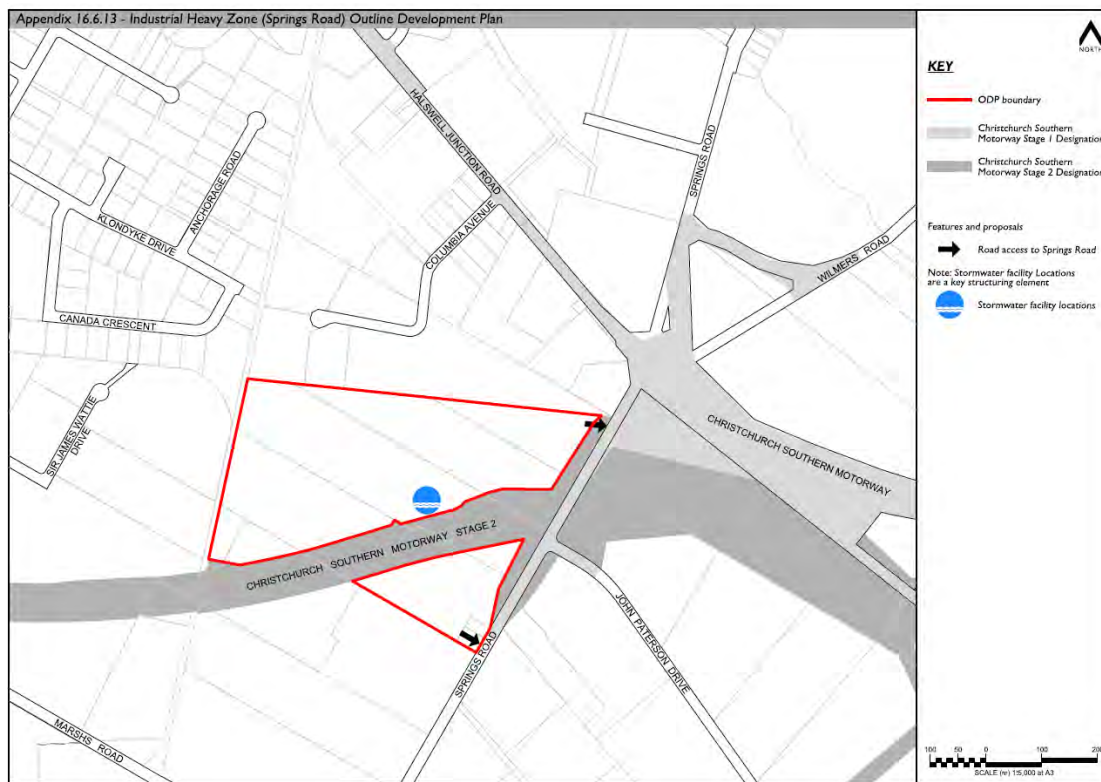 Appendix 16.6.13 - Industrial Heavy Zone (Springs Road) Outline Development Plan
NORTH
KEY
ODP boundary
Christchurch Southern
Motorway Stage 1 Designation
Christchurch Southern
Motorway Stage 2 Designation
Features and proposals
Road access to Springs Road
Note: Stormwater facility Locations
are a key structuring element
Stormwater facility locations
HALSWELL JUNCTION ROAD
SPRINGS ROAD
WILMERS ROAD
ANCHORAGE ROAD
KLONDYKE DRIVE
COLUMBIA AVENUE
CANADA CRESCENT
SIR JAMES WATTIE
DRIVE
CHRISTCHURCH SOUTHERN MOTORWAY
CHRISTCHURCH SOUTHERN MOTORWAY STAGE 2
JOHN PATERSON DRIVE
SPRINGS ROAD
MARSHS ROAD
100 50 0 100 200
SCALE (m) 1:5,000 at A3